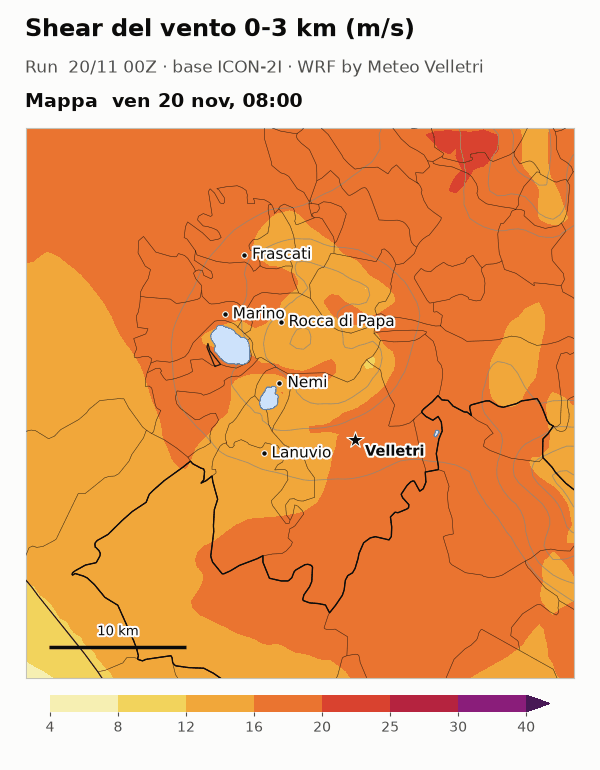 Shear del vento 0-3 km (m/s)
Run  20/11 00Z · base ICON-2I · WRF by Meteo Velletri
Mappa  ven 20 nov, 08:00
Frascati
Marino
Rocca di Papa
Nemi
Velletri
Lanuvio
10 km
4 8 12 16 20 25 30 40